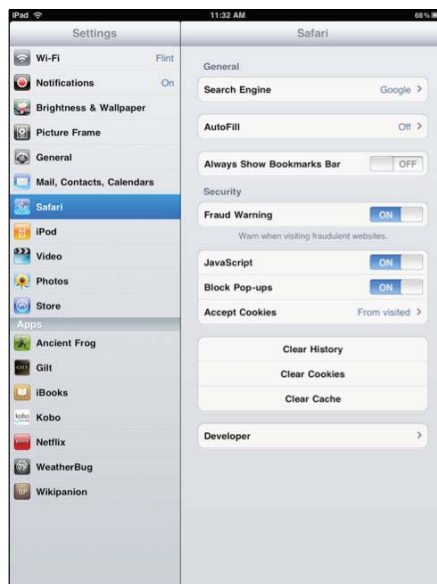 iPad 11:32 AM 68%
Settings
Wi-Fi Flint
Notifications On
Brightness & Wallpaper
Picture Frame
General
Mail, Contacts, Calendars
Safari
iPod
Video
Photos
Store
Apps
Ancient Frog
GILT Gilt
iBooks
kobo Kobo
Netflix
WeatherBug
Wikipanion
Safari
General
Search Engine Google
AutoFill Off
Always Show Bookmarks Bar OFF
Security
Fraud Warning ON
Warn when visiting fraudulent websites.
JavaScript ON
Block Pop-ups ON
Accept Cookies From visited
Clear History
Clear Cookies
Clear Cache
Developer